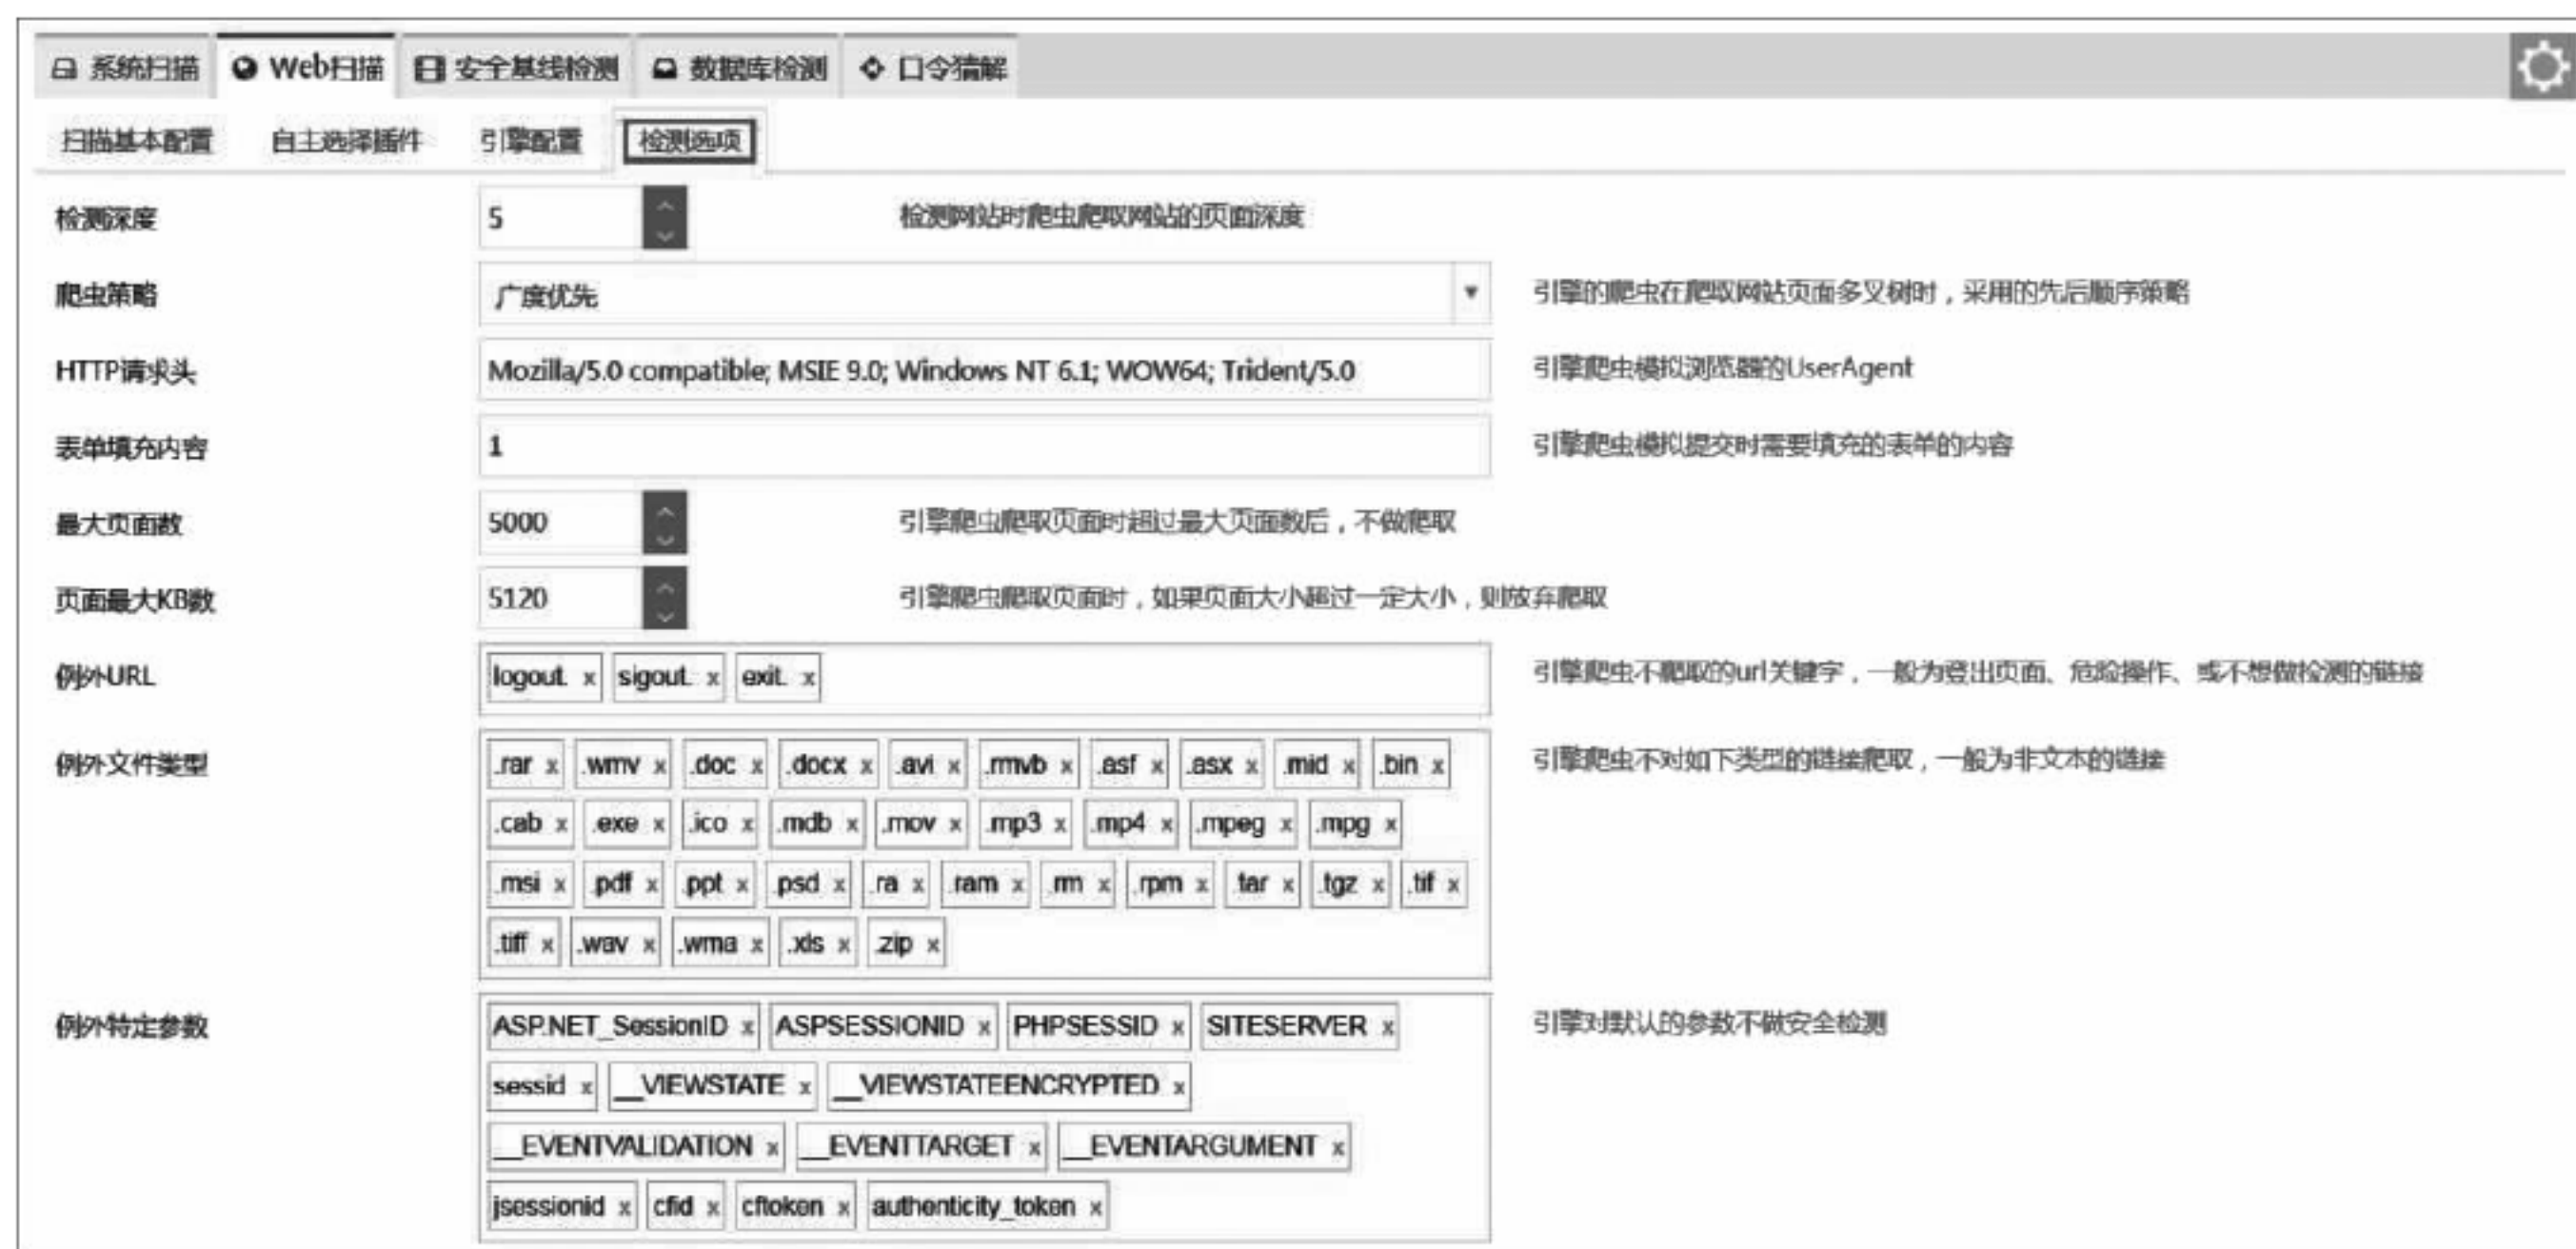 系统扫描 Web扫描 安全基线检测 数据库检测 口令猜解
扫描基本配置 自主选择插件 引擎配置 检测选项
检测深度 5 检测网站时爬虫爬取网站的页面深度
爬虫策略 广度优先 引擎的爬虫在爬取网站页面多叉树时，采用的先后顺序策略
HTTP请求头 Mozilla/5.0 compatible; MSIE 9.0; Windows NT 6.1; WOW64; Trident/5.0 引擎爬虫模拟浏览器的UserAgent
表单填充内容 1 引擎爬虫模拟提交时需要填充的表单的内容
最大页面数 5000 引擎爬虫爬取页面时超过最大页面数后，不做爬取
页面最大KB数 5120 引擎爬虫爬取页面时，如果页面大小超过一定大小，则放弃爬取
例外URL logout. x sigout. x exit. x 引擎爬虫不爬取的url关键字，一般为登出页面、危险操作、或不想做检测的链接
例外文件类型 .rar x .wmv x .doc x .docx x .avi x .rmvb x .asf x .asx x .mid x .bin x 引擎爬虫不对如下类型的链接爬取，一般为非文本的链接
.cab x .exe x .ico x .mdb x .mov x .mp3 x .mp4 x .mpeg x .mpg x
.msi x .pdf x .ppt x .psd x .ra x .ram x .rm x .rpm x .tar x .tgz x .tif x
.tiff x .wav x .wma x .xls x .zip x
例外特定参数 ASP.NET_SessionID x ASPSESSIONID x PHPSESSID x SITESERVER x 引擎对默认的参数不做安全检测
sessid x __VIEWSTATE x __VIEWSTATEENCRYPTED x
__EVENTVALIDATION x __EVENTTARGET x __EVENTARGUMENT x
jsessionid x cfid x cftoken x authenticity_token x